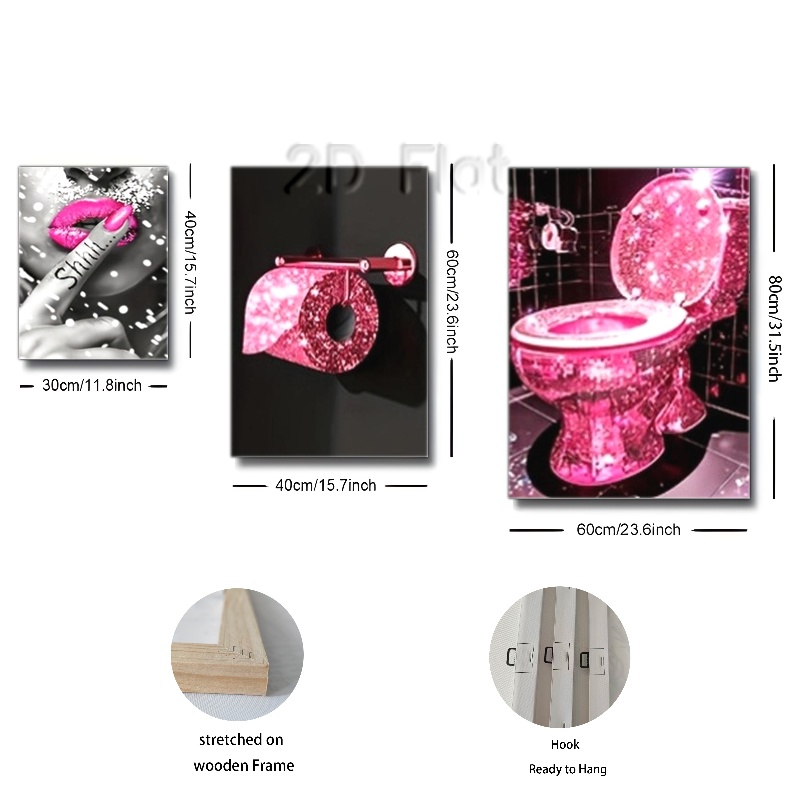 2D Flat
Shhh...
40cm/15.7inch
30cm/11.8inch
60cm/23.6inch
40cm/15.7inch
80cm/31.5inch
60cm/23.6inch
stretched on
wooden Frame
Hook
Ready to Hang